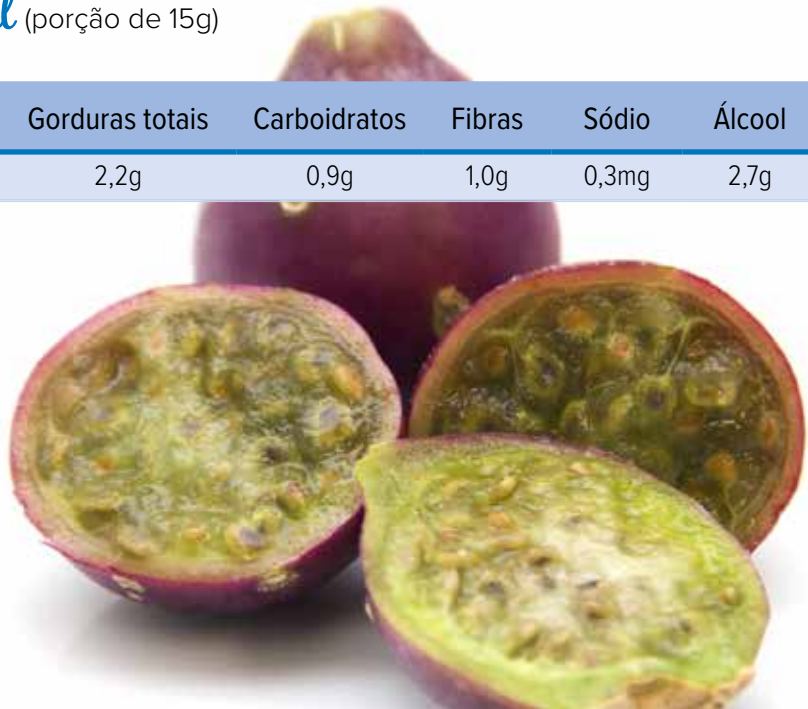 (porção de 15g)
Gorduras totais Carboidratos Fibras Sódio Álcool
2,2g 0,9g 1,0g 0,3mg 2,7g